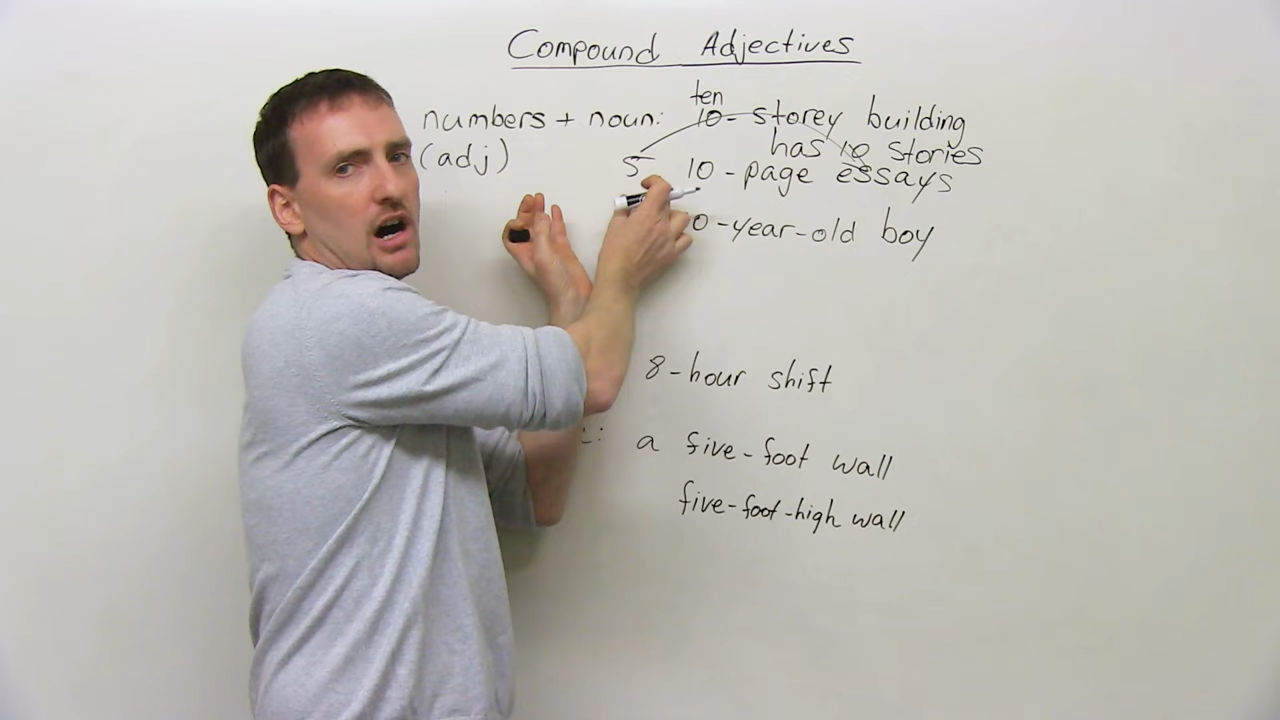 Compound Adjectives
ten
numbers + noun: 10- storey building
has 10 stories
(adj)
5 10 - page essays
0-year-old boy
8-hour shift
a five-foot wall
five-foot-high wall